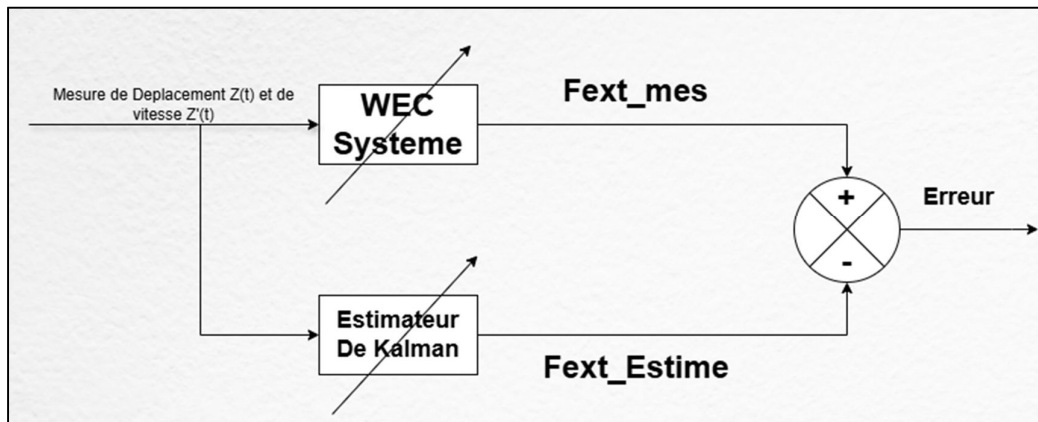 Mesure de Deplacement Z(t) et de
vitesse Z'(t)
WEC
Systeme
Fext_mes
+
-
Erreur
Estimateur
De Kalman
Fext_Estime